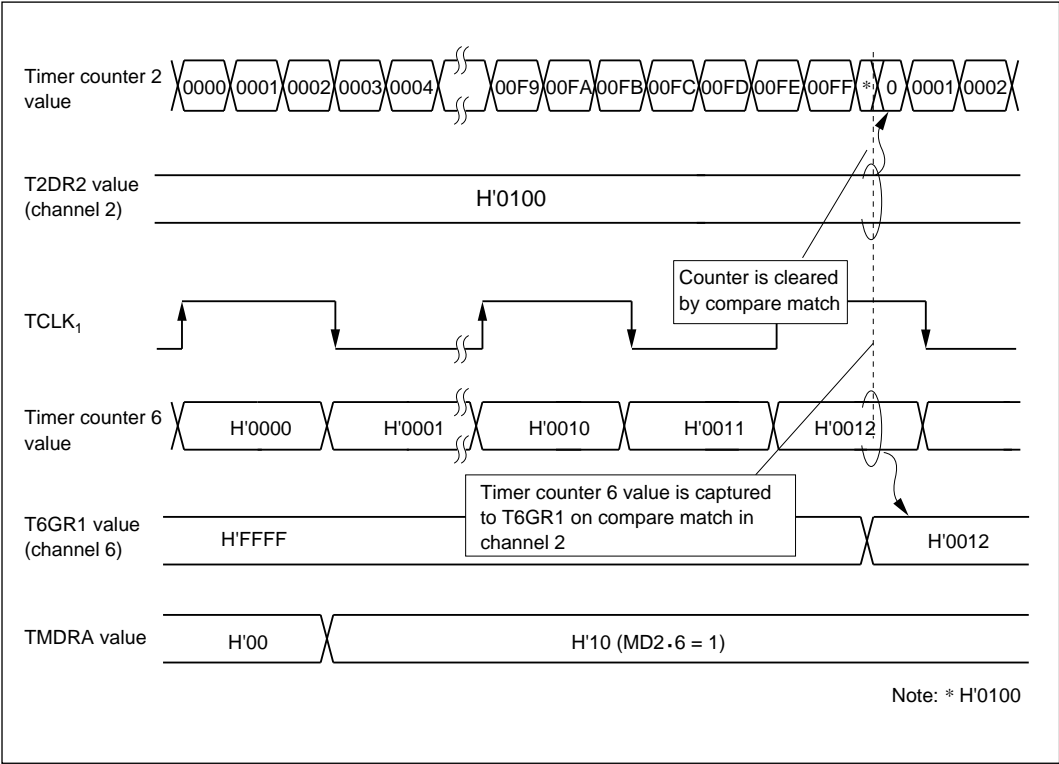 Timer counter 2
value
0000 0001 0002 0003 0004 00F9 00FA 00FB 00FC 00FD 00FE 00FF * 0 0001 0002
T2DR2 value
(channel 2)
H'0100
Counter is cleared
by compare match
TCLK1
Timer counter 6
value
H'0000 H'0001 H'0010 H'0011 H'0012
Timer counter 6 value is captured
to T6GR1 on compare match in
channel 2
T6GR1 value
(channel 6)
H'FFFF H'0012
TMDRA value
H'00 H'10 (MD2·6 = 1)
Note: * H'0100